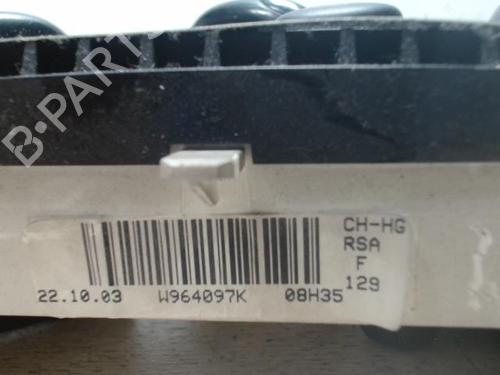 B-PARTS
CH-HG
RSA
F
129
22.10.03 W964097K 08H35